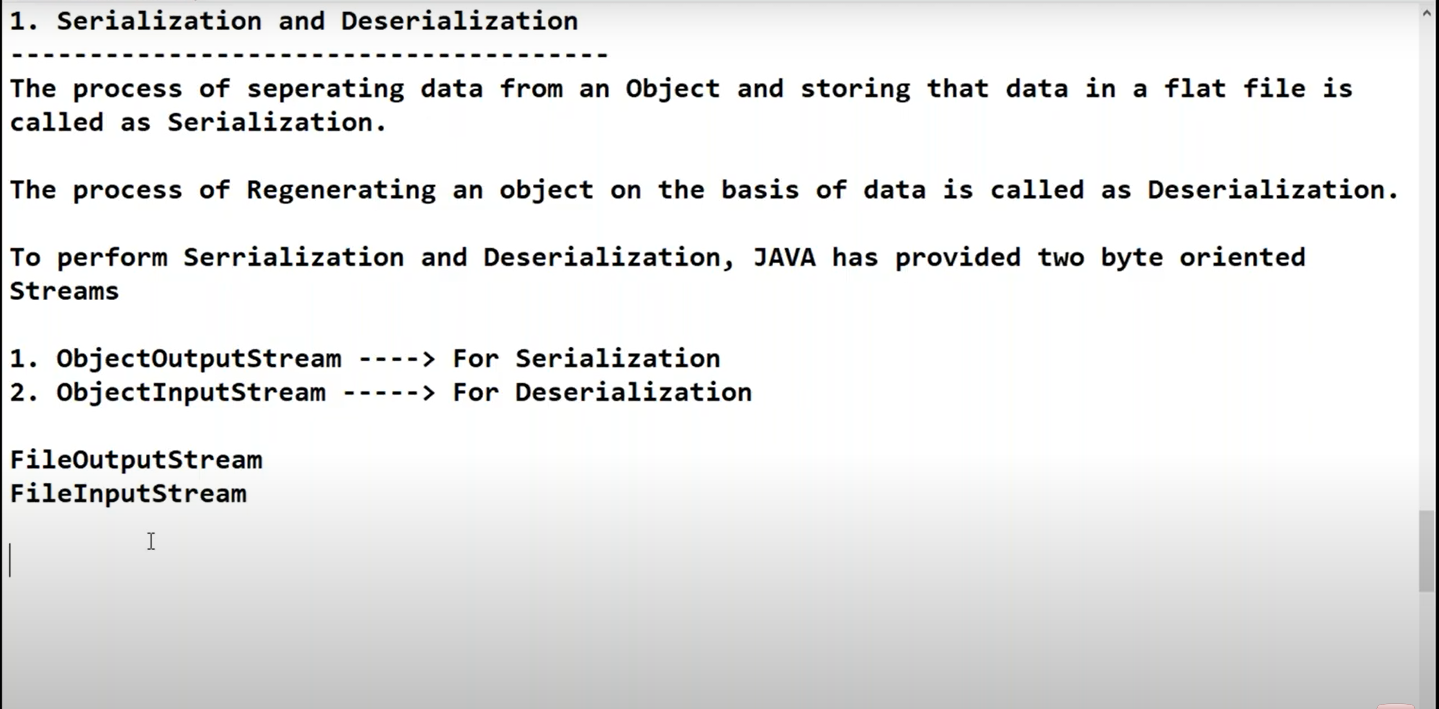 1. Serialization and Deserialization
--------------------------------------
The process of seperating data from an Object and storing that data in a flat file is
called as Serialization.
The process of Regenerating an object on the basis of data is called as Deserialization.
To perform Serrialization and Deserialization, JAVA has provided two byte oriented
Streams
1. ObjectOutputStream ----> For Serialization
2. ObjectInputStream -----> For Deserialization
FileOutputStream
FileInputStream